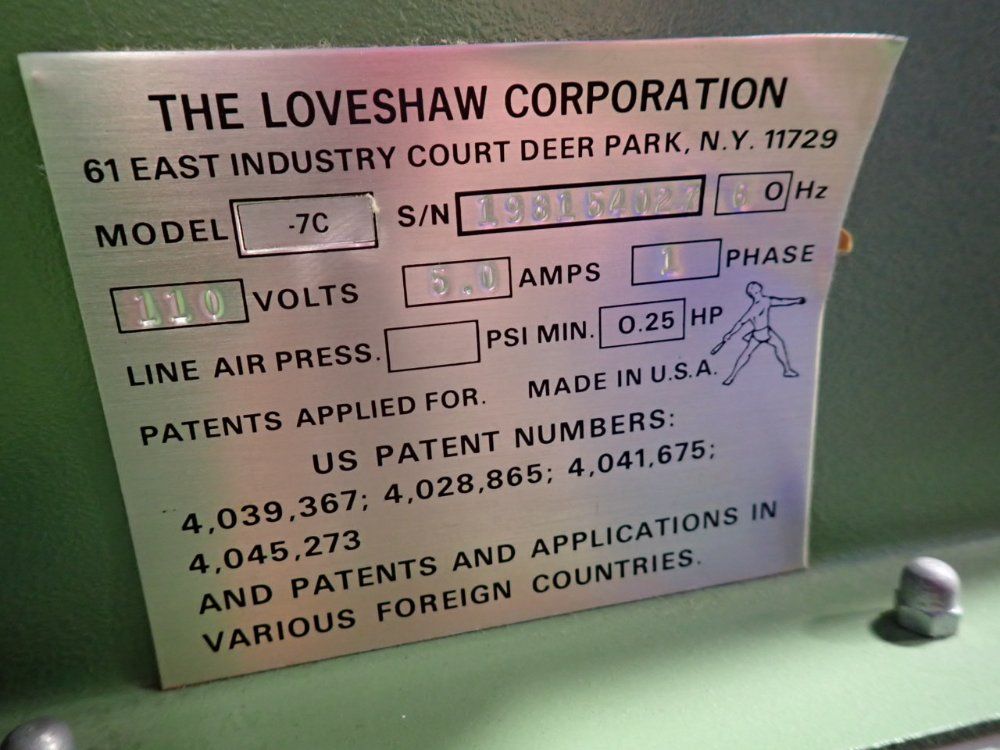 THE LOVESHAW CORPORATION
61 EAST INDUSTRY COURT DEER PARK, N.Y. 11729
MODEL -7C S/N 198154027 60 Hz
110 VOLTS 5.0 AMPS 1 PHASE
LINE AIR PRESS. PSI MIN. 0.25 HP
PATENTS APPLIED FOR. MADE IN U.S.A.
US PATENT NUMBERS:
4,039,367; 4,028,865; 4,041,675;
4,045,273
AND PATENTS AND APPLICATIONS IN
VARIOUS FOREIGN COUNTRIES.